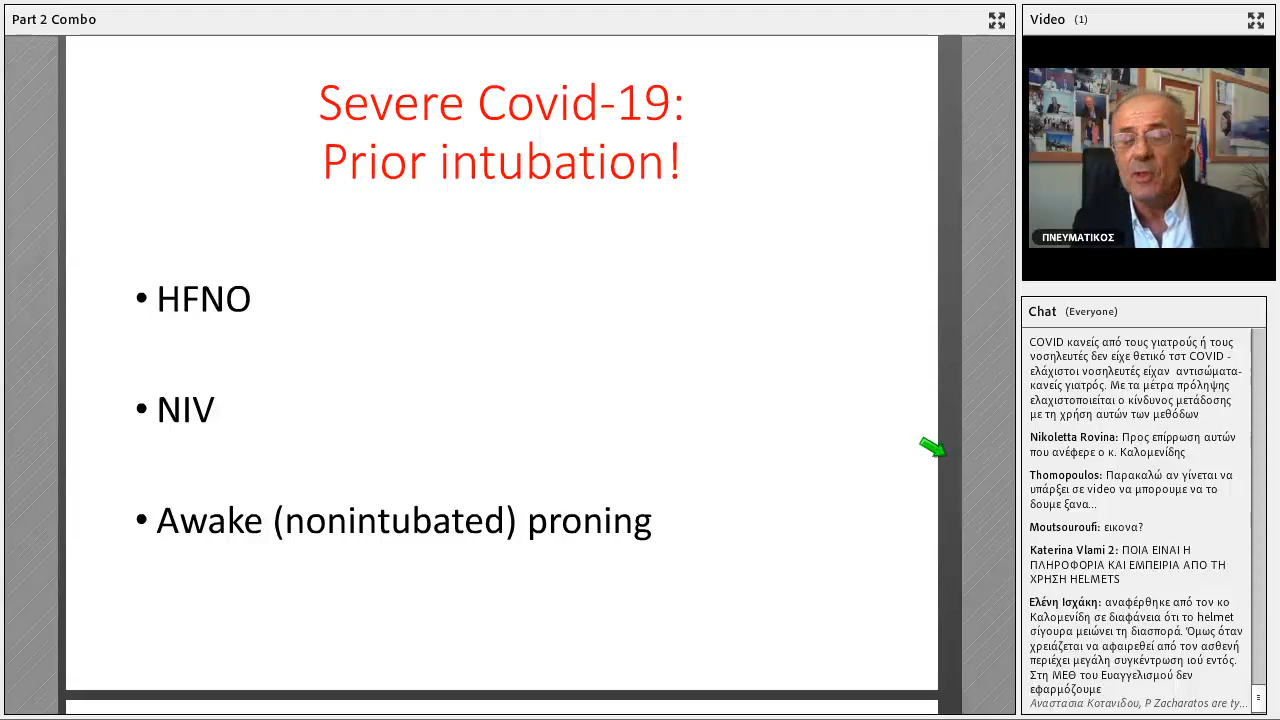 Part 2 Combo
Severe Covid-19:
Prior intubation!
• HFNO
• NIV
• Awake (nonintubated) proning
Video (1)
ΠΝΕΥΜΑΤΙΚΟΣ
Chat (Everyone)
COVID κανείς από τους γιατρούς ή τους
νοσηλευτές δεν είχε θετικό τστ COVID -
ελάχιστοι νοσηλευτές είχαν αντισώματα-
κανείς γιατρός. Με τα μέτρα πρόληψης
ελαχιστοποιείται ο κίνδυνος μετάδοσης
με τη χρήση αυτών των μεθόδων
Nikoletta Rovina: Προς επίρρωση αυτών
που ανέφερε ο κ. Καλομενίδης
Thomopoulos: Παρακαλώ αν γίνεται να
υπάρξει σε video να μπορουμε να το
δουμε ξανα...
Moutsouroufi: εικονα?
Katerina Vlami 2: ΠΟΙΑ ΕΙΝΑΙ Η
ΠΛΗΡΟΦΟΡΙΑ ΚΑΙ ΕΜΠΕΙΡΙΑ ΑΠΟ ΤΗ
ΧΡΗΣΗ HELMETS
Ελένη Ισχάκη: αναφέρθηκε από τον κο
Καλομενίδη σε διαφάνεια ότι το helmet
σίγουρα μειώνει τη διασπορά. Όμως όταν
χρειάζεται να αφαιρεθεί από τον ασθενή
περιέχει μεγάλη συγκέντρωση ιού εντός.
Στη ΜΕΘ του Ευαγγελισμού δεν
εφαρμόζουμε
Αναστασια Κοτανιδου, P Zacharatos are ty...